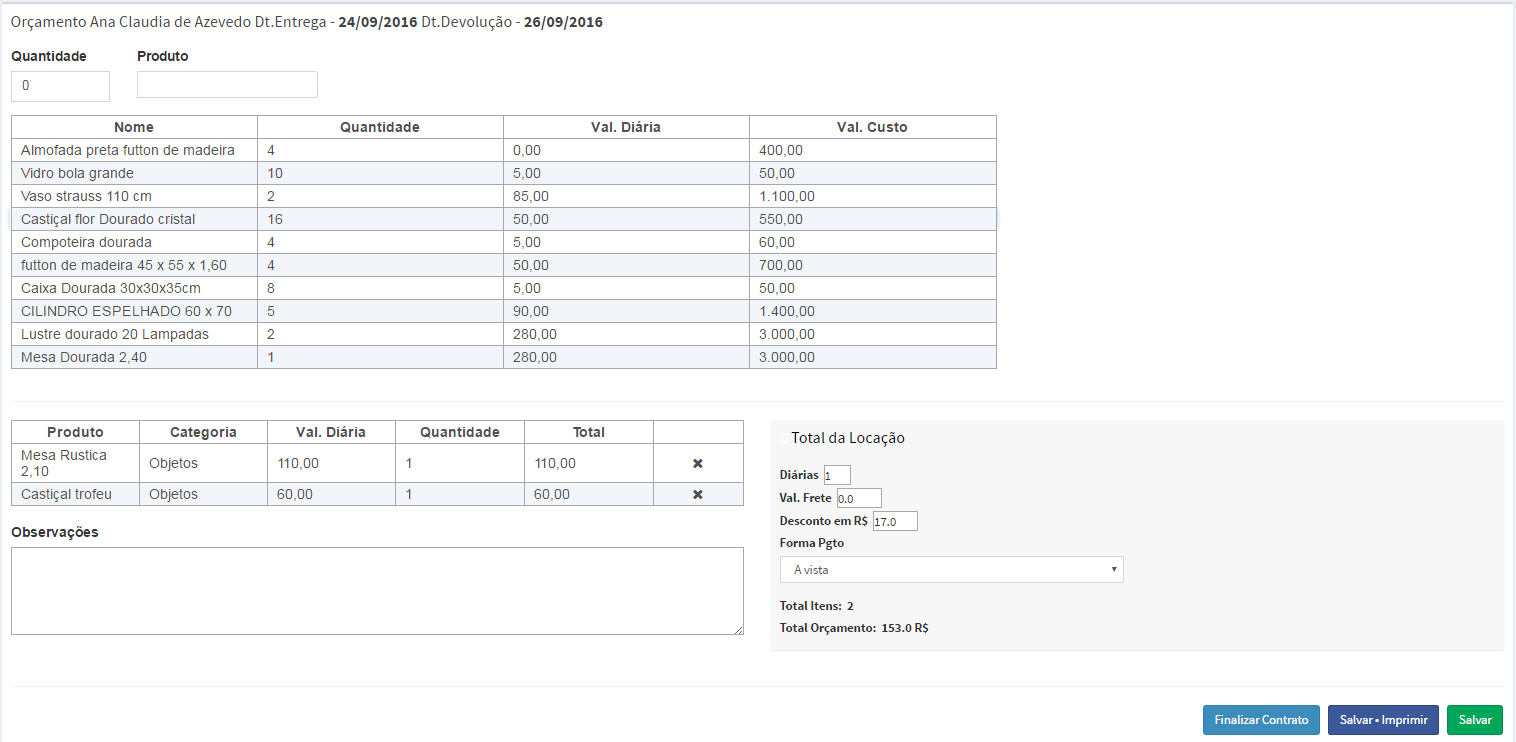 Orçamento Ana Claudia de Azevedo Dt.Entrega - 24/09/2016 Dt.Devolução - 26/09/2016
Quantidade Produto
0
Nome Quantidade Val. Diária Val. Custo
Almofada preta futton de madeira 4 0,00 400,00
Vidro bola grande 10 5,00 50,00
Vaso strauss 110 cm 2 85,00 1.100,00
Castiçal flor Dourado cristal 16 50,00 550,00
Compoteira dourada 4 5,00 60,00
futton de madeira 45 x 55 x 1,60 4 50,00 700,00
Caixa Dourada 30x30x35cm 8 5,00 50,00
CILINDRO ESPELHADO 60 x 70 5 90,00 1.400,00
Lustre dourado 20 Lampadas 2 280,00 3.000,00
Mesa Dourada 2,40 1 280,00 3.000,00
Produto Categoria Val. Diária Quantidade Total
Mesa Rustica
2,10 Objetos 110,00 1 110,00 ✖
Castiçal trofeu Objetos 60,00 1 60,00 ✖
Observações
Total da Locação
Diárias 1
Val. Frete 0.0
Desconto em R$ 17.0
Forma Pgto
A vista
Total Itens: 2
Total Orçamento: 153.0 R$
Finalizar Contrato Salvar • Imprimir Salvar